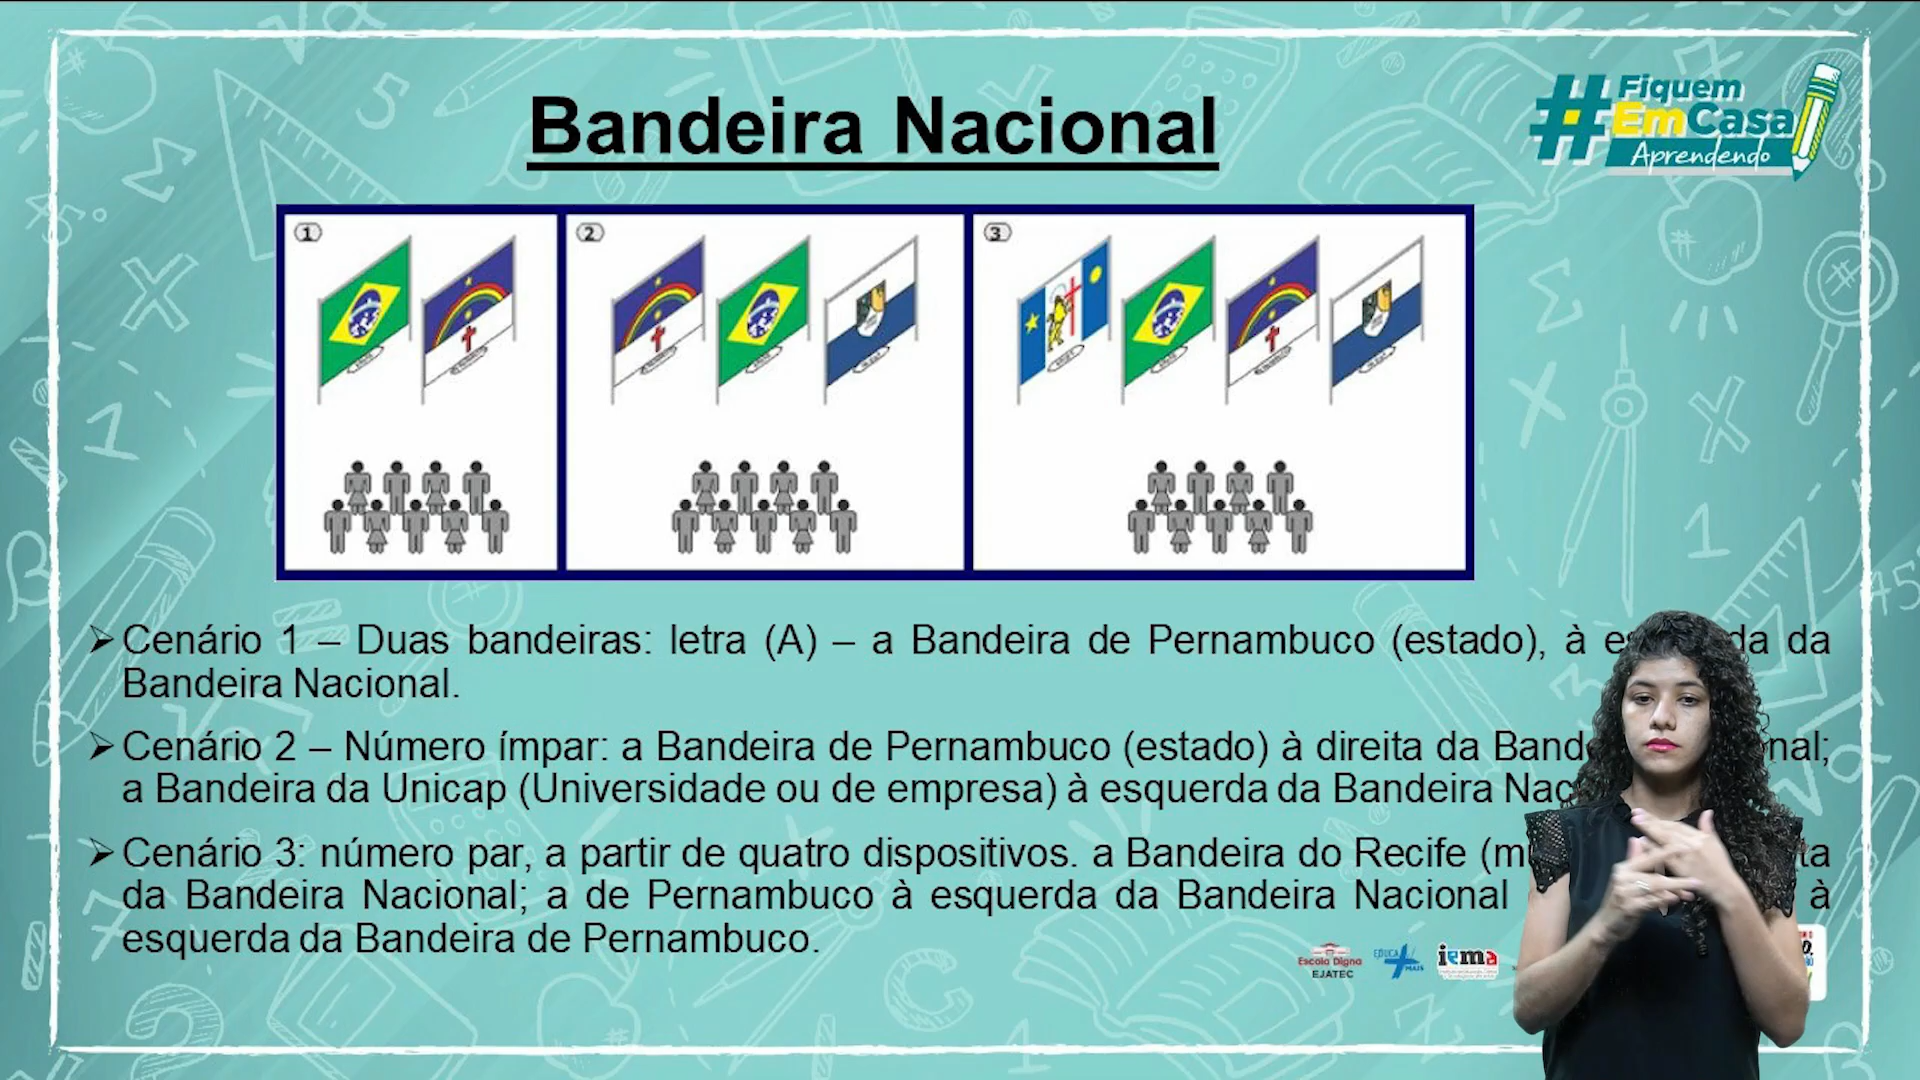 Bandeira Nacional
#Fiquem
EmCasa
Aprendendo
1
2
3
Cenário 1 – Duas bandeiras: letra (A) – a Bandeira de Pernambuco (estado), à da
Bandeira Nacional.
Cenário 2 – Número ímpar: a Bandeira de Pernambuco (estado) à direita da
a Bandeira da Unicap (Universidade ou de empresa) à esquerda da Bandeira
Cenário 3: número par, a partir de quatro dispositivos. a Bandeira do Recife
da Bandeira Nacional; a de Pernambuco à esquerda da Bandeira Nacional à
esquerda da Bandeira de Pernambuco.
Escola Digna
EJATEC
EDUCA
MAIS
iema